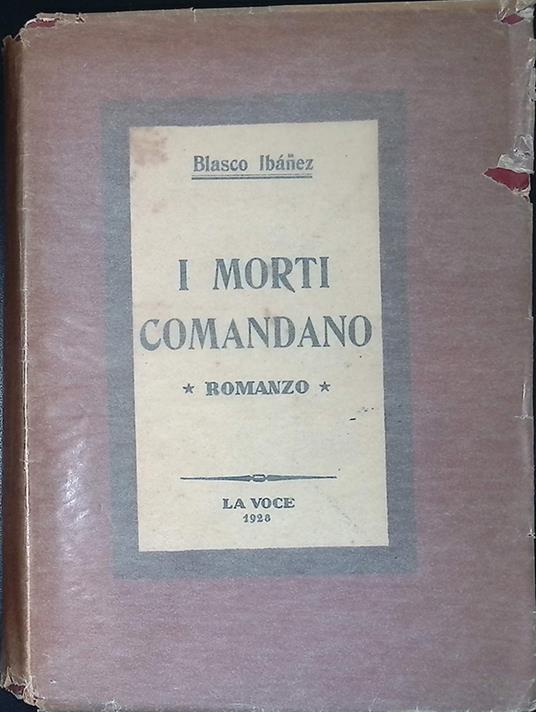 Blasco Ibáñez
I MORTI
COMANDANO
★ ROMANZO ★
LA VOCE
1928